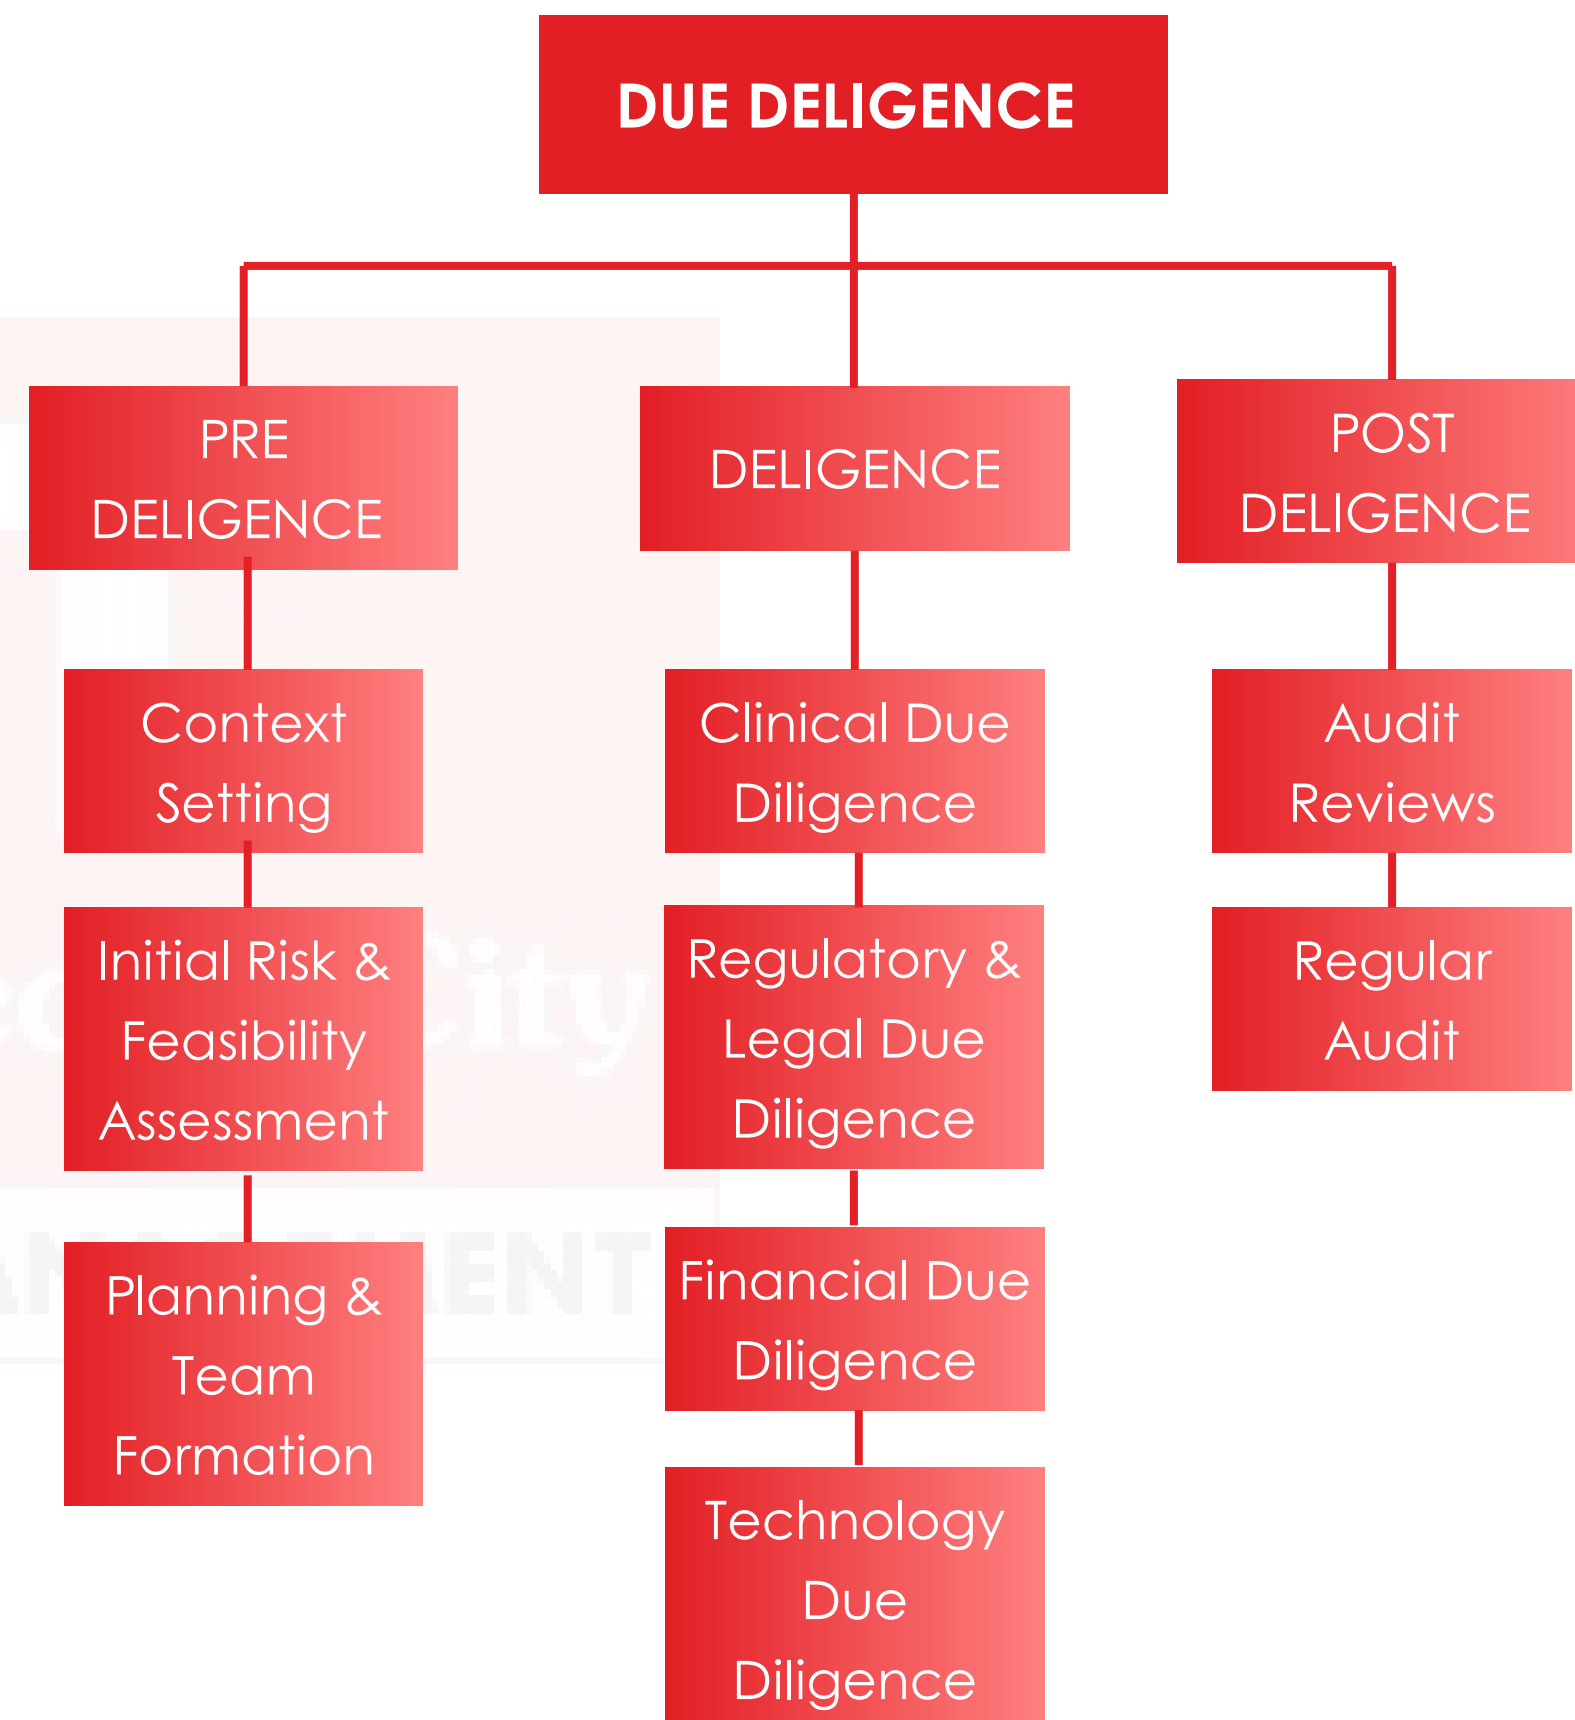 DUE DELIGENCE
PRE
DELIGENCE
Context
Setting
Initial Risk &
Feasibility
Assessment
Planning &
Team
Formation
DELIGENCE
Clinical Due
Diligence
Regulatory &
Legal Due
Diligence
Financial Due
Diligence
Technology
Due
Diligence
POST
DELIGENCE
Audit
Reviews
Regular
Audit
City